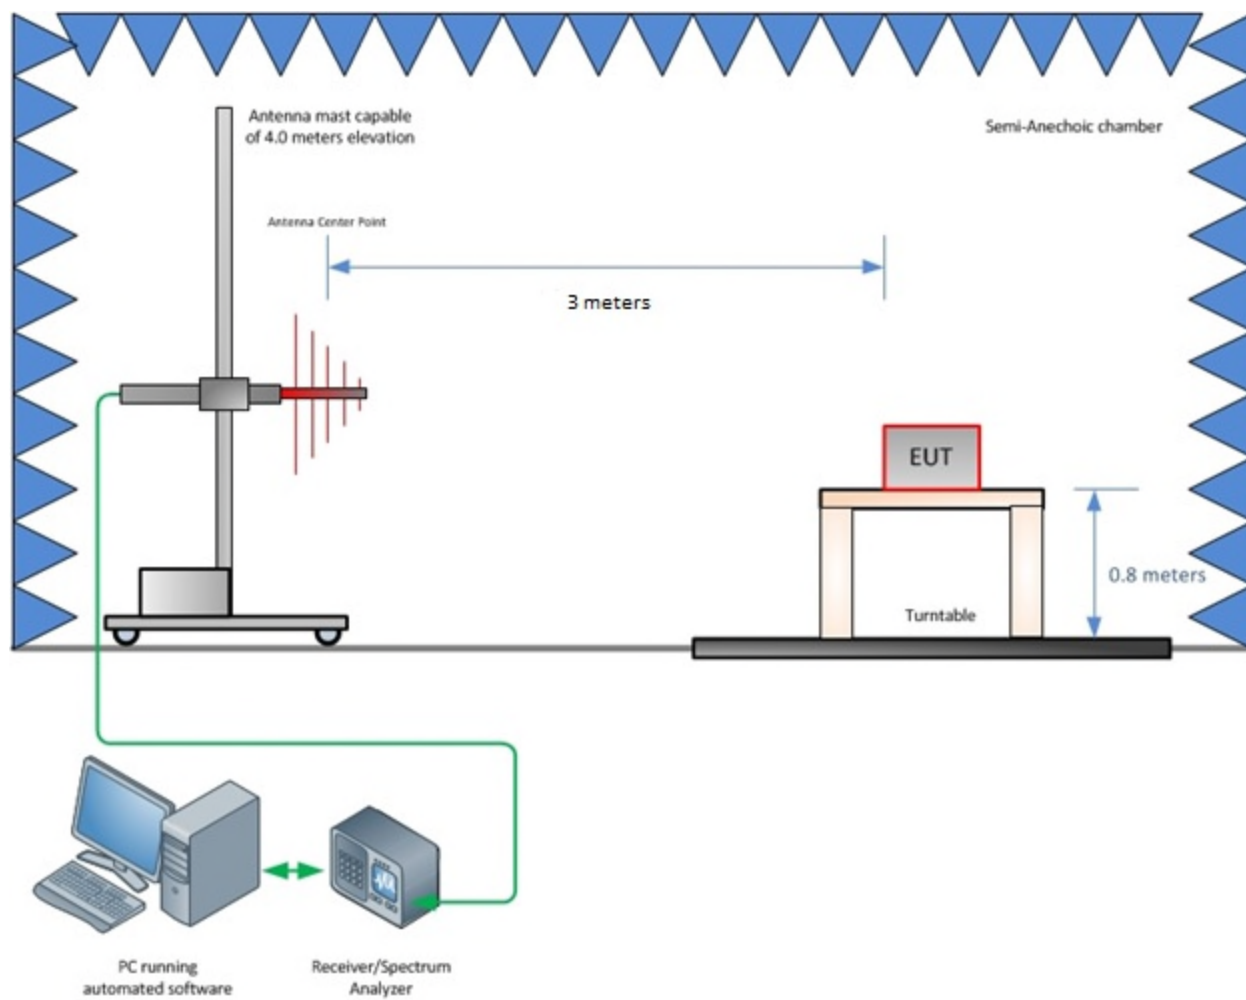 Antenna mast capable
of 4.0 meters elevation
Semi-Anechoic chamber
Antenna Center Point
3 meters
EUT
0.8 meters
Turntable
PC running
automated software
Receiver/Spectrum
Analyzer